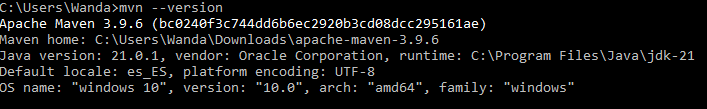 C:\Users\Wanda>mvn --version
Apache Maven 3.9.6 (bc0240f3c744dd6b6ec2920b3cd08dcc295161ae)
Maven home: C:\Users\Wanda\Downloads\apache-maven-3.9.6
Java version: 21.0.1, vendor: Oracle Corporation, runtime: C:\Program Files\Java\jdk-21
Default locale: es_ES, platform encoding: UTF-8
OS name: "windows 10", version: "10.0", arch: "amd64", family: "windows"